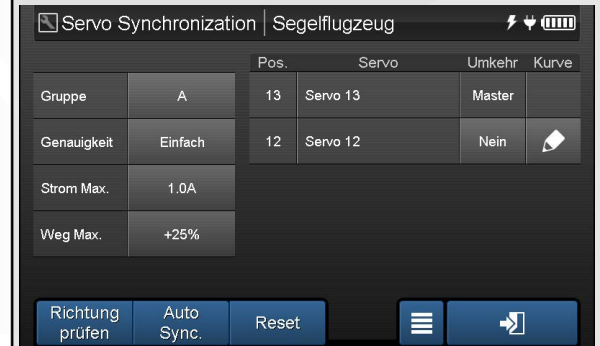 Servo Synchronization | Segelflugzeug
Pos. Servo Umkehr Kurve
Gruppe A 13 Servo 13 Master
Genauigkeit Einfach 12 Servo 12 Nein
Strom Max. 1.0A
Weg Max. +25%
Richtung prüfen Auto Sync. Reset